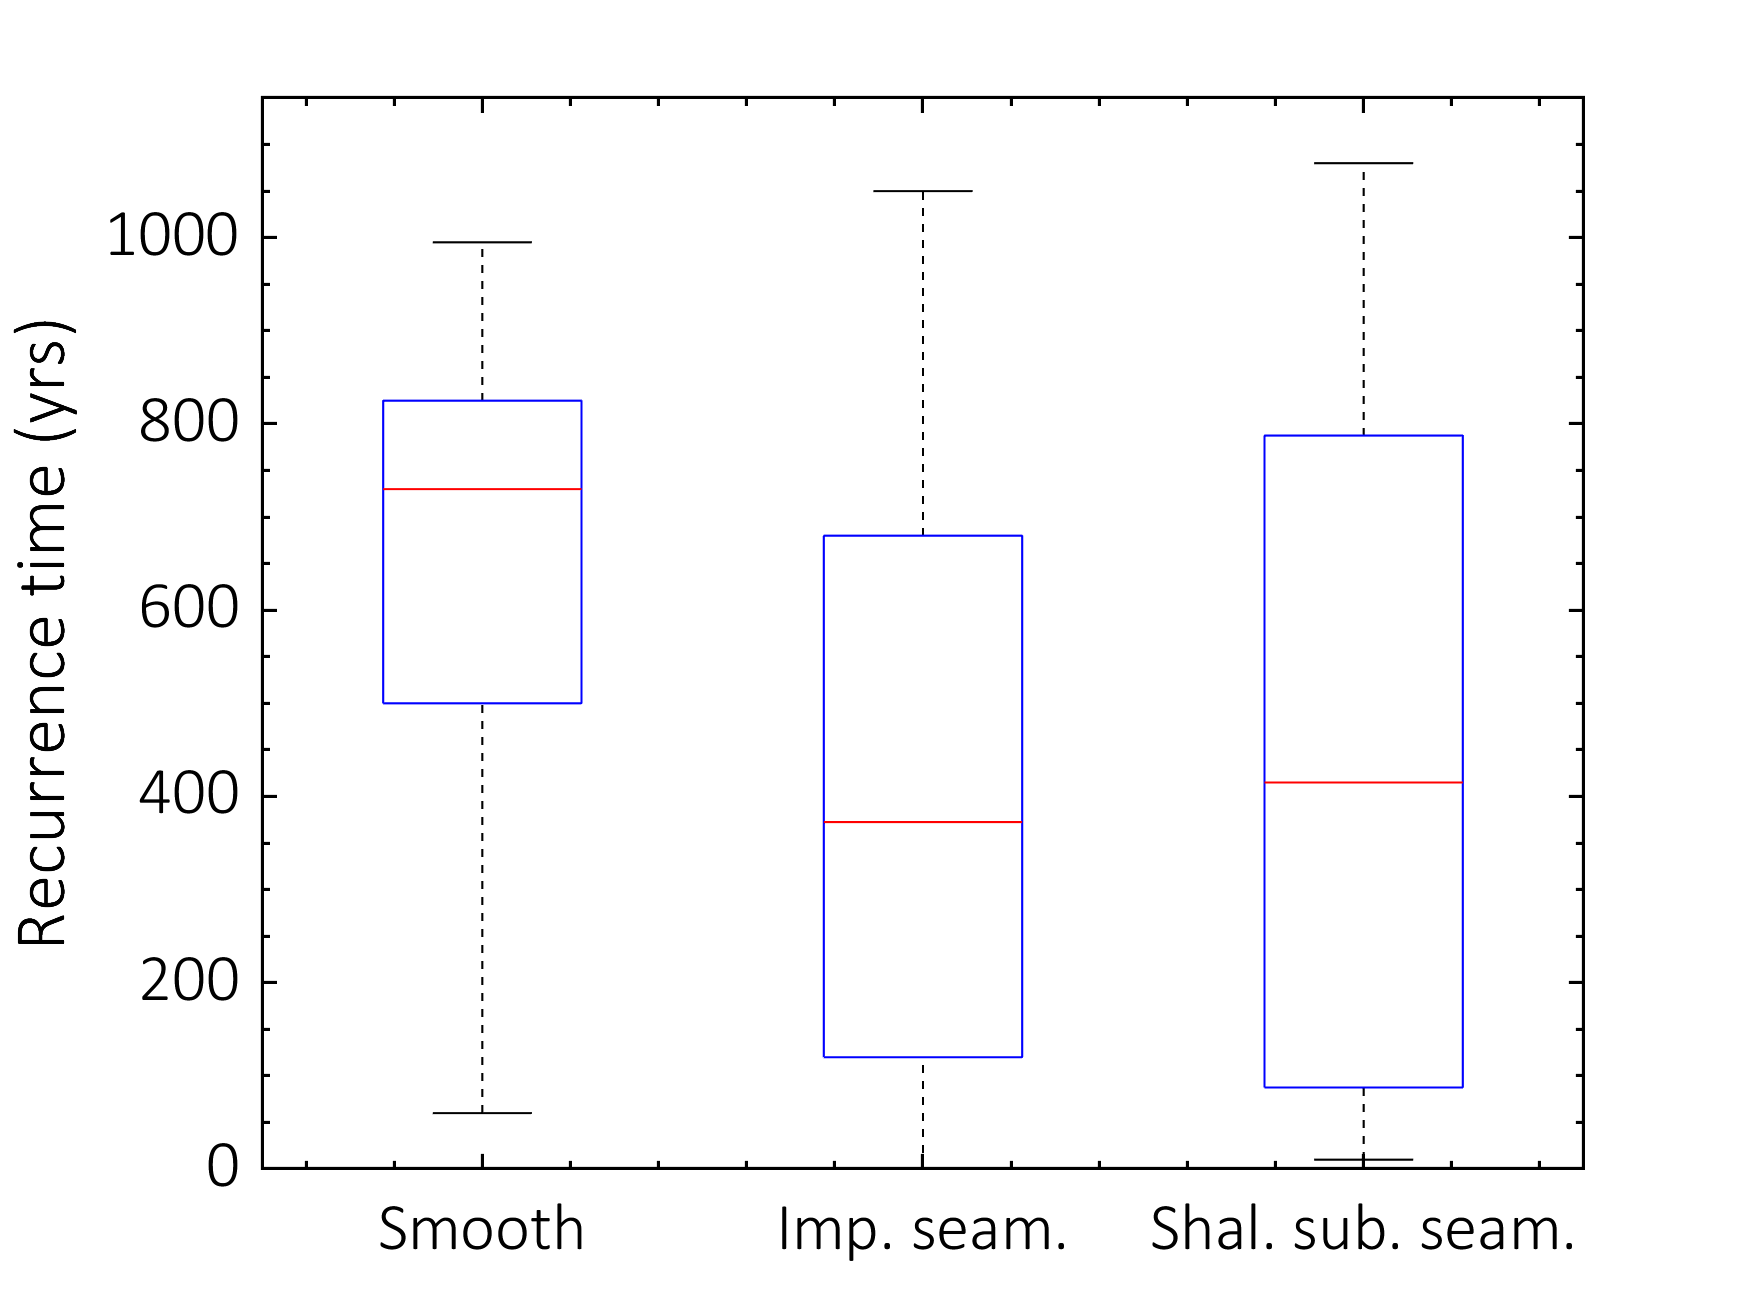 Recurrence time (yrs)
1000
800
600
400
200
0
Smooth
Imp. seam.
Shal. sub. seam.